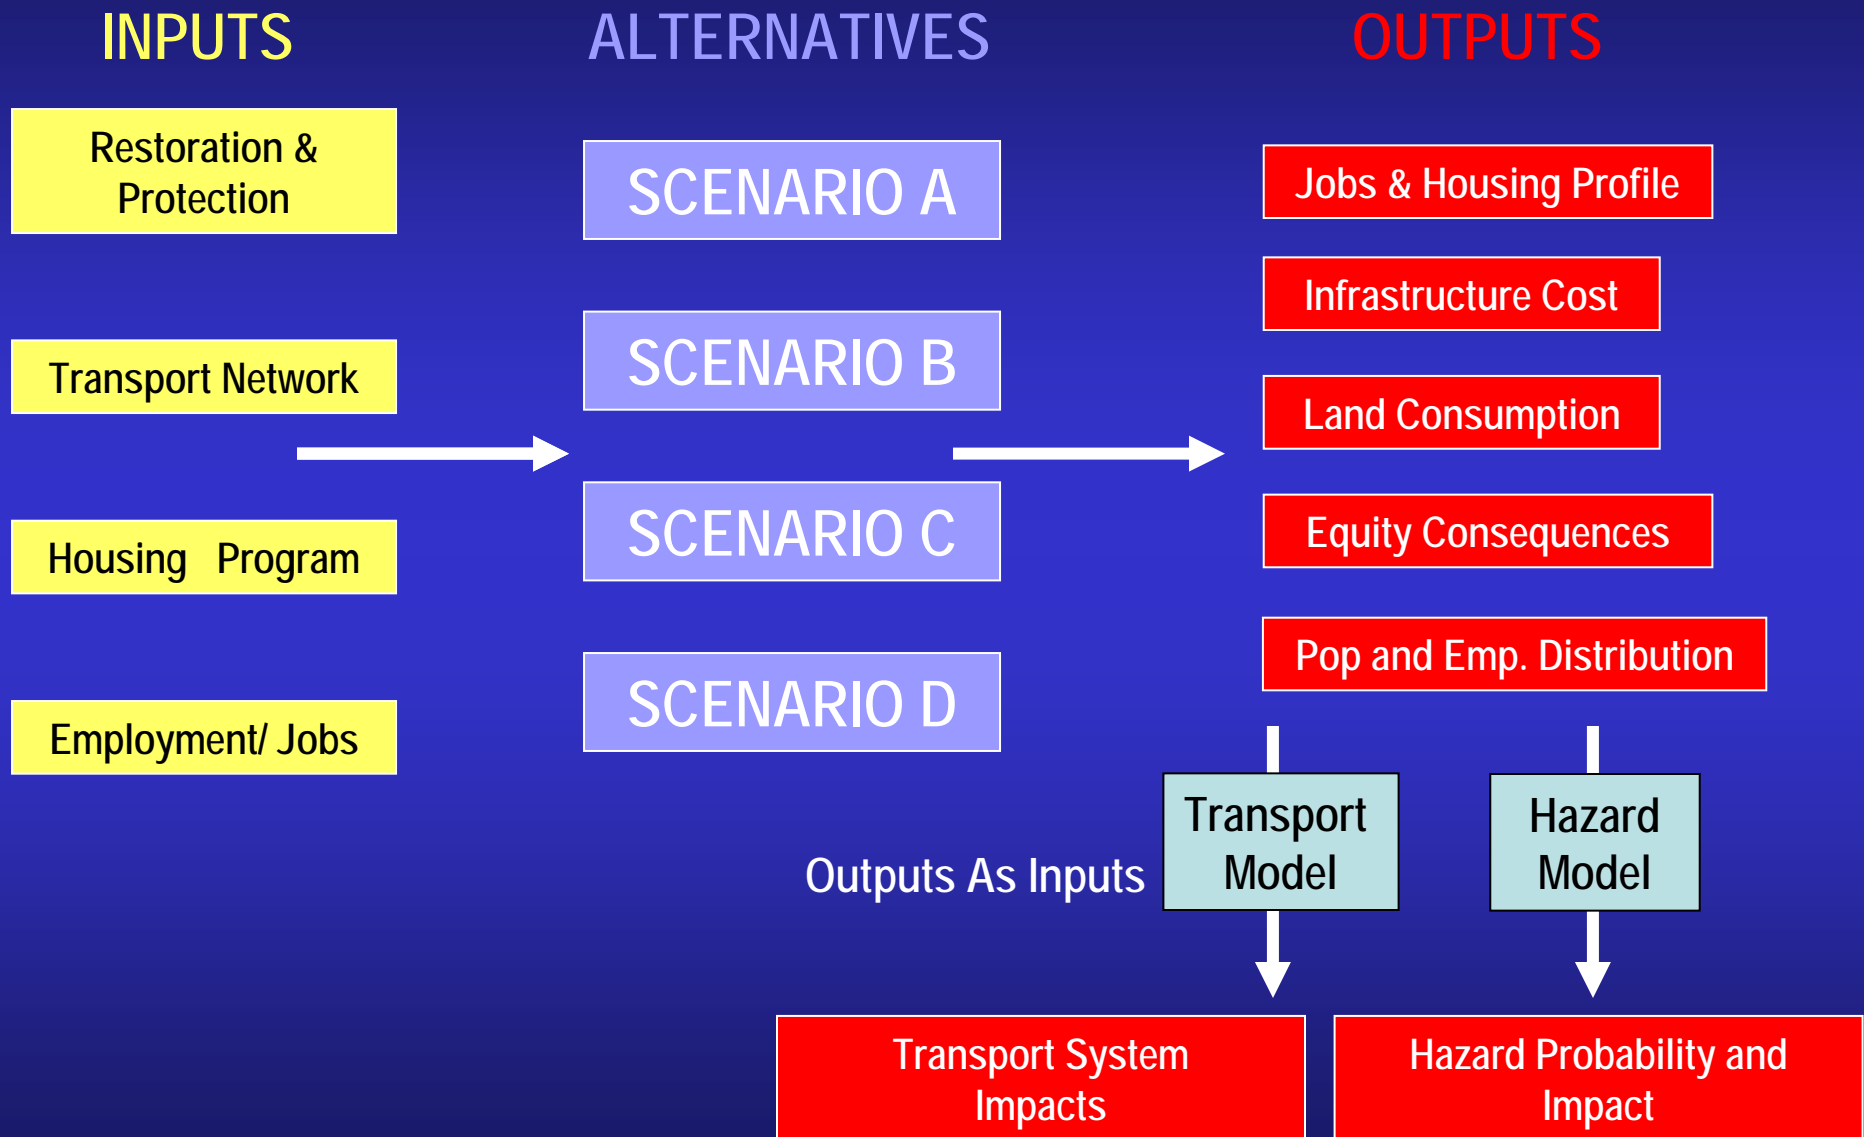 INPUTS
ALTERNATIVES
OUTPUTS
Restoration &
Protection
Transport Network
Housing Program
Employment/ Jobs
SCENARIO A
SCENARIO B
SCENARIO C
SCENARIO D
Jobs & Housing Profile
Infrastructure Cost
Land Consumption
Equity Consequences
Pop and Emp. Distribution
Outputs As Inputs
Transport
Model
Hazard
Model
Transport System
Impacts
Hazard Probability and
Impact